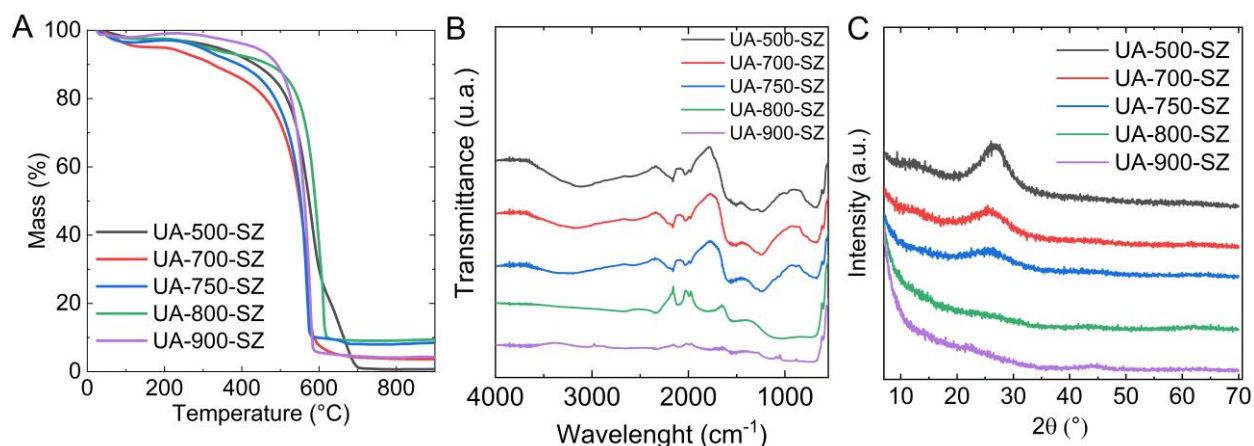 A
Mass (%)
100
80
60
40
20
0
UA-500-SZ
UA-700-SZ
UA-750-SZ
UA-800-SZ
UA-900-SZ
0 200 400 600 800
Temperature (°C)
B
Transmittance (u.a.)
UA-500-SZ
UA-700-SZ
UA-750-SZ
UA-800-SZ
UA-900-SZ
4000 3000 2000 1000
Wavelenght (cm⁻¹)
C
Intensity (a.u.)
UA-500-SZ
UA-700-SZ
UA-750-SZ
UA-800-SZ
UA-900-SZ
10 20 30 40 50 60 70
2θ (°)